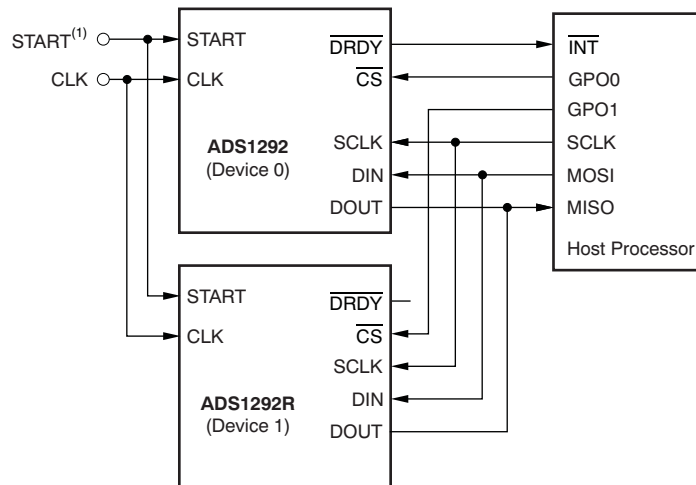 START(1)
CLK
START
CLK
ADS1292
(Device 0)
DRDY
CS
SCLK
DIN
DOUT
INT
GPO0
GPO1
SCLK
MOSI
MISO
Host Processor
START
CLK
ADS1292R
(Device 1)
DRDY
CS
SCLK
DIN
DOUT